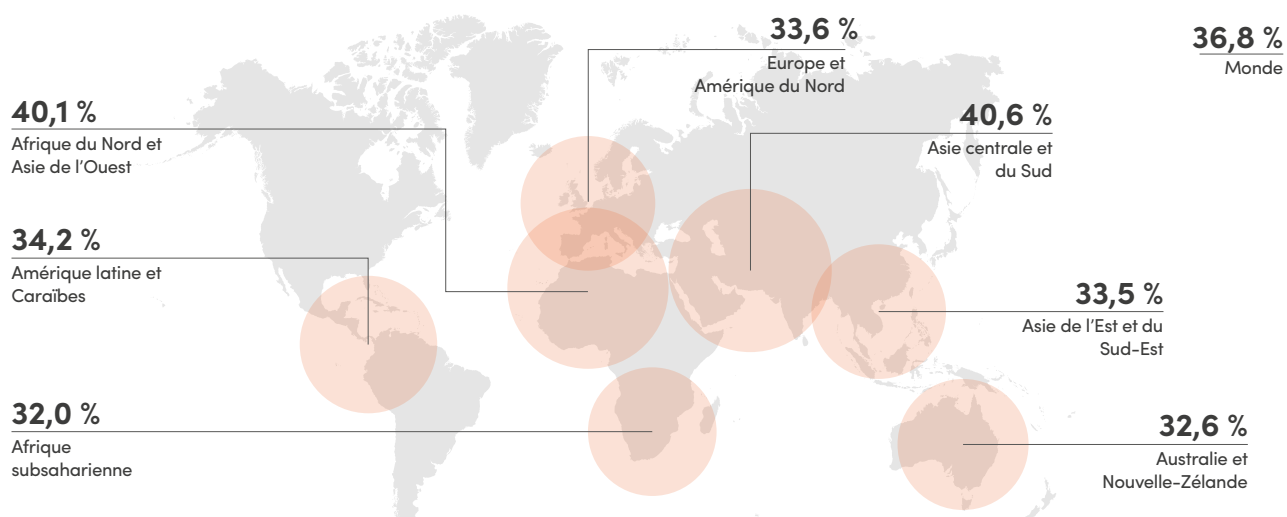 33,6 %
Europe et
Amérique du Nord
36,8 %
Monde
40,1 %
Afrique du Nord et
Asie de l'Ouest
40,6 %
Asie centrale et
du Sud
34,2 %
Amérique latine et
Caraïbes
33,5 %
Asie de l'Est et du
Sud-Est
32,0 %
Afrique
subsaharienne
32,6 %
Australie et
Nouvelle-Zélande